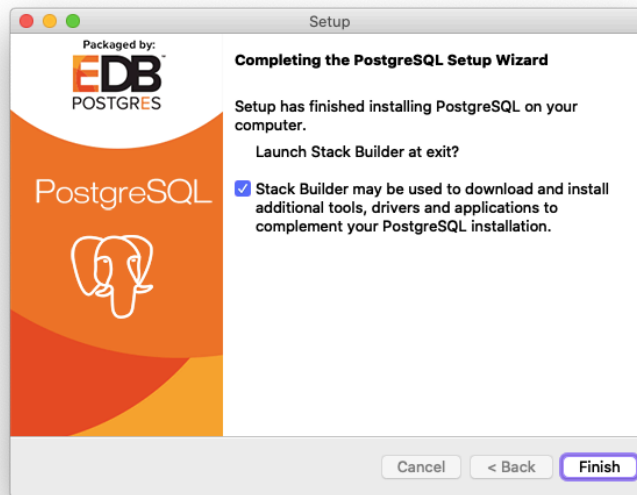 Setup
Packaged by:
EDB
POSTGRES
PostgreSQL
Completing the PostgreSQL Setup Wizard
Setup has finished installing PostgreSQL on your
computer.
Launch Stack Builder at exit?
Stack Builder may be used to download and install
additional tools, drivers and applications to
complement your PostgreSQL installation.
Cancel
< Back
Finish